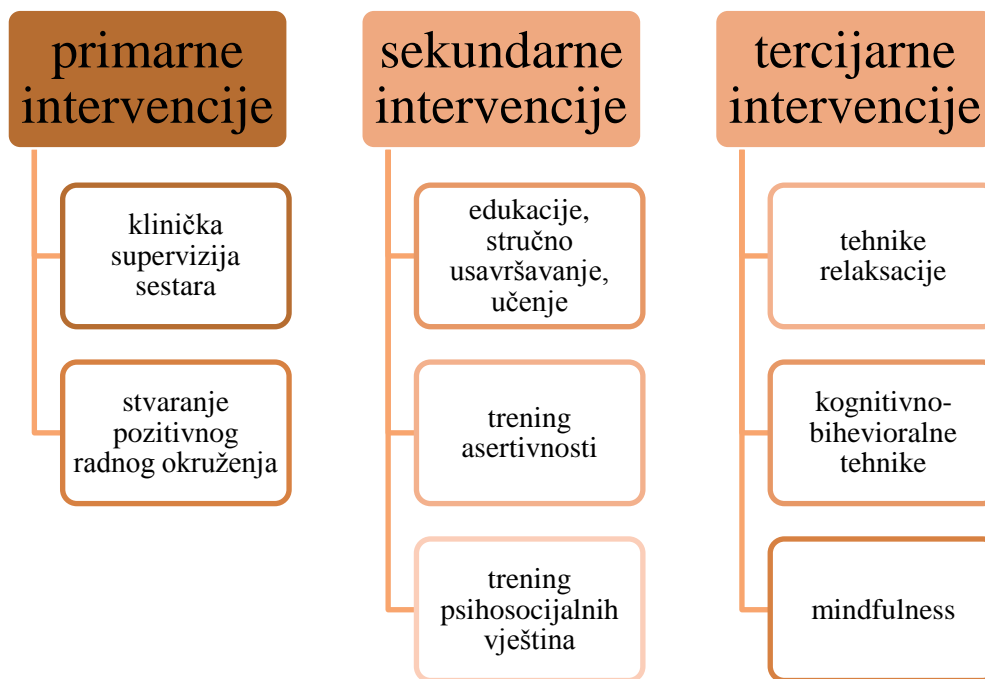 primarne
intervencije
klinička
supervizija
sestara
stvaranje
pozitivnog
radnog okruženja
sekundarne
intervencije
edukacije,
stručno
usavršavanje,
učenje
trening
asertivnosti
trening
psihosocijalnih
vještina
tercijarne
intervencije
tehnike
relaksacije
kognitivno-
bihevioralne
tehnike
mindfulness